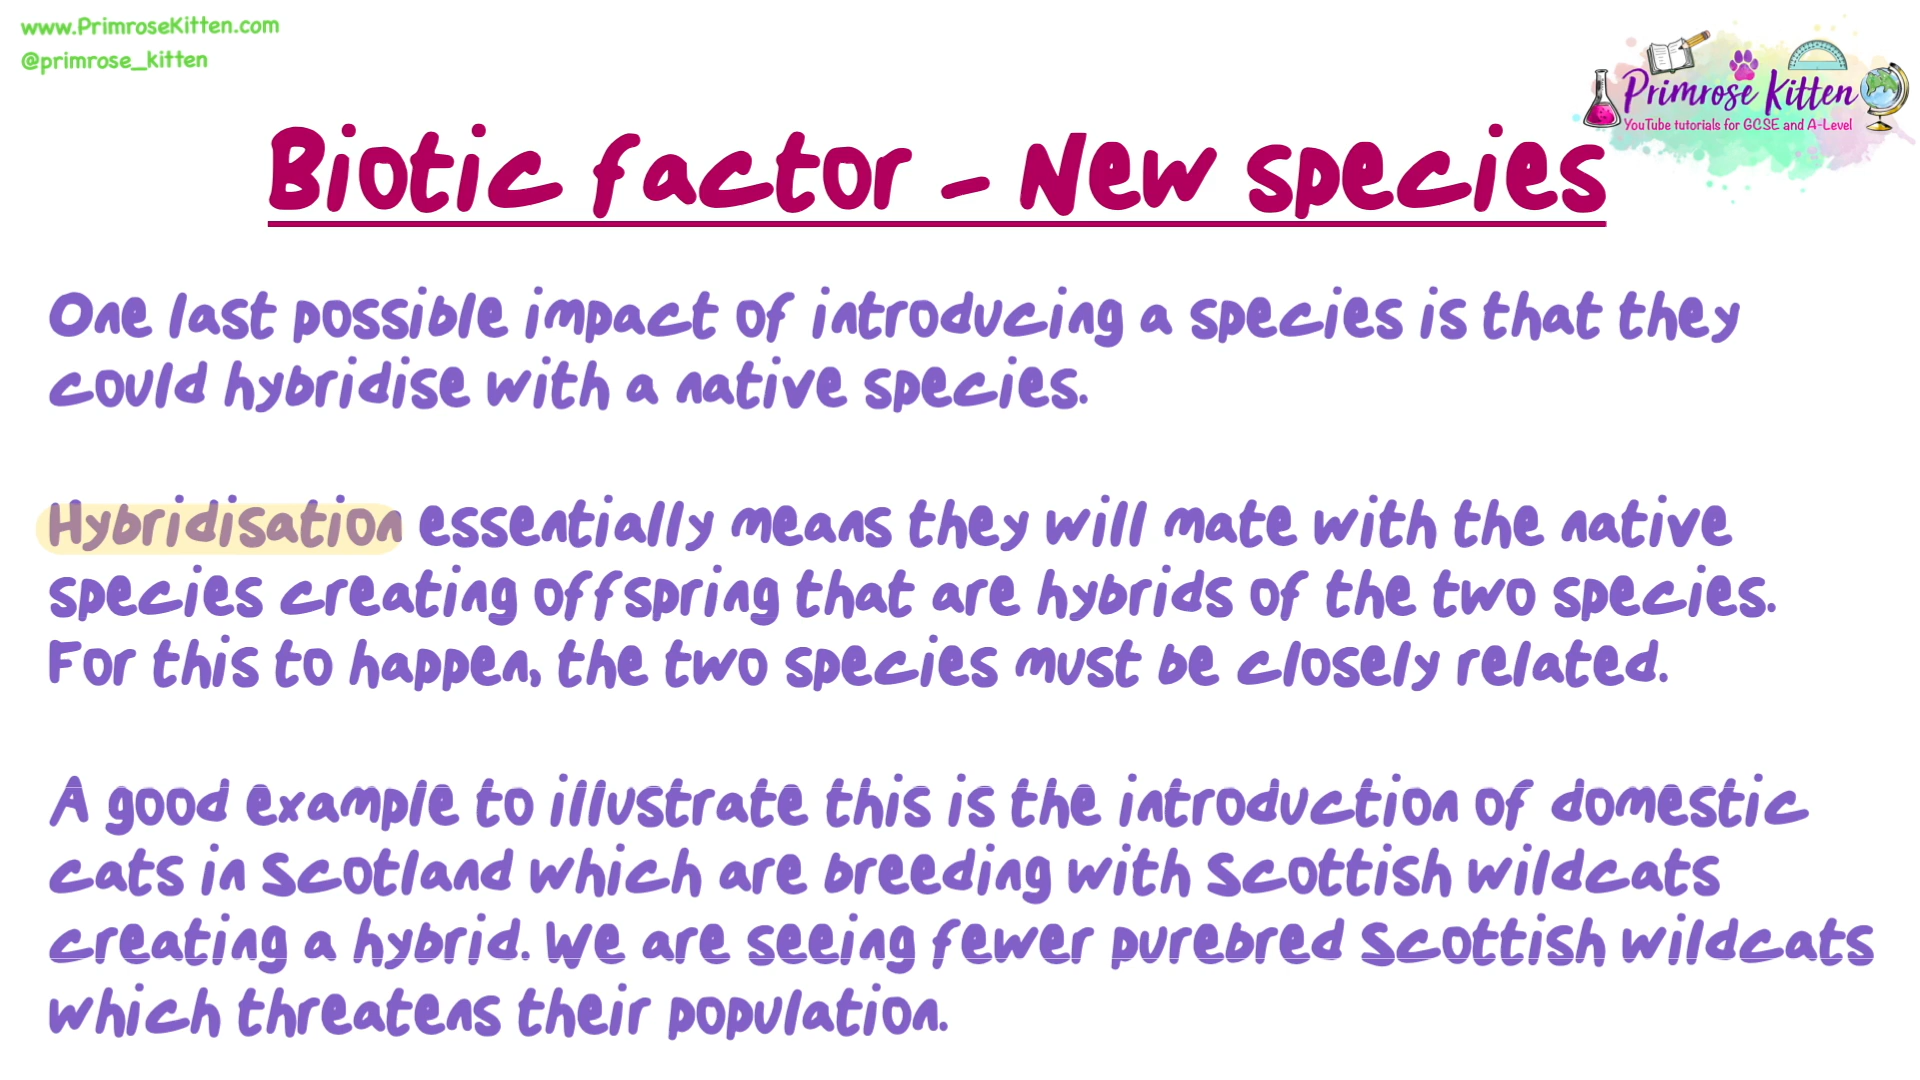 www.PrimroseKitten.com
@primrose_kitten
Primrose Kitten
YouTube tutorials for GCSE and A-Level
Biotic factor - New species
One last possible impact of introducing a species is that they
could hybridise with a native species.
Hybridisation essentially means they will mate with the native
species creating offspring that are hybrids of the two species.
For this to happen, the two species must be closely related.
A good example to illustrate this is the introduction of domestic
cats in Scotland which are breeding with Scottish wildcats
creating a hybrid. We are seeing fewer purebred Scottish wildcats
which threatens their population.